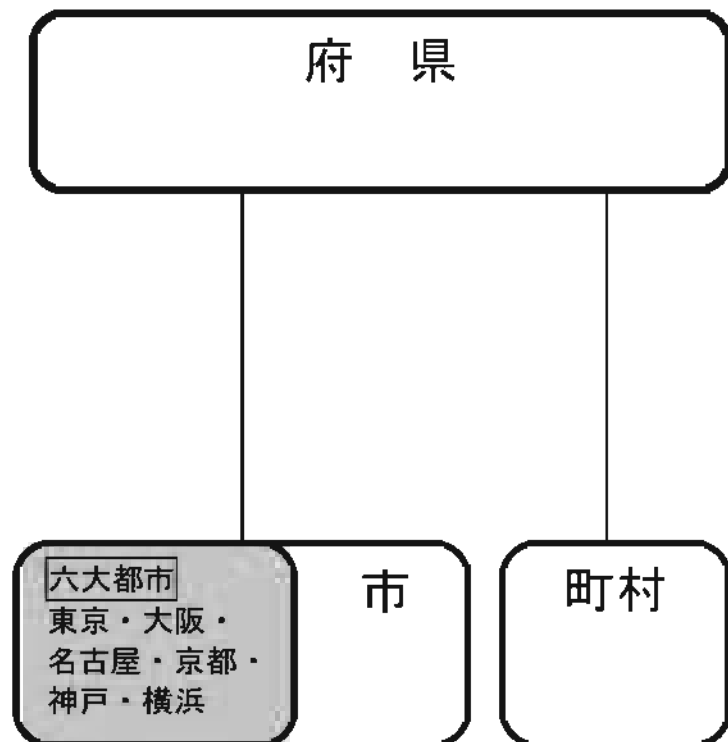 府 県
六大都市
東京・大阪・
名古屋・京都・
神戸・横浜
市
町村